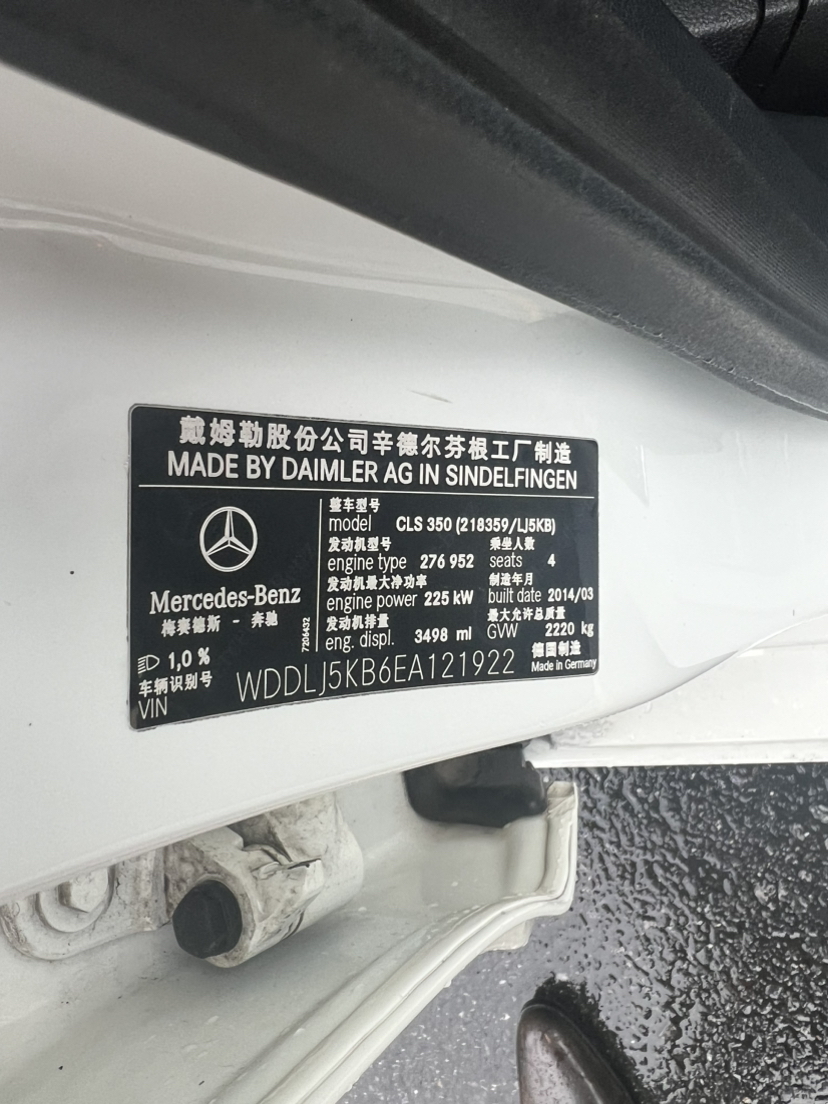 戴姆勒股份公司辛德尔芬根工厂制造
MADE BY DAIMLER AG IN SINDELFINGEN
Mercedes-Benz
梅赛德斯 - 奔驰
整车型号
model CLS 350 (218359/LJ5KB)
发动机型号 乘坐人数
engine type 276 952 seats 4
发动机最大净功率 制造年月
engine power 225 kW built date 2014/03
发动机排量 最大允许总质量
eng. displ. 3498 ml GVW 2220 kg
7206432
1,0 %
德国制造
Made in Germany
车辆识别号
VIN WDDLJ5KB6EA121922